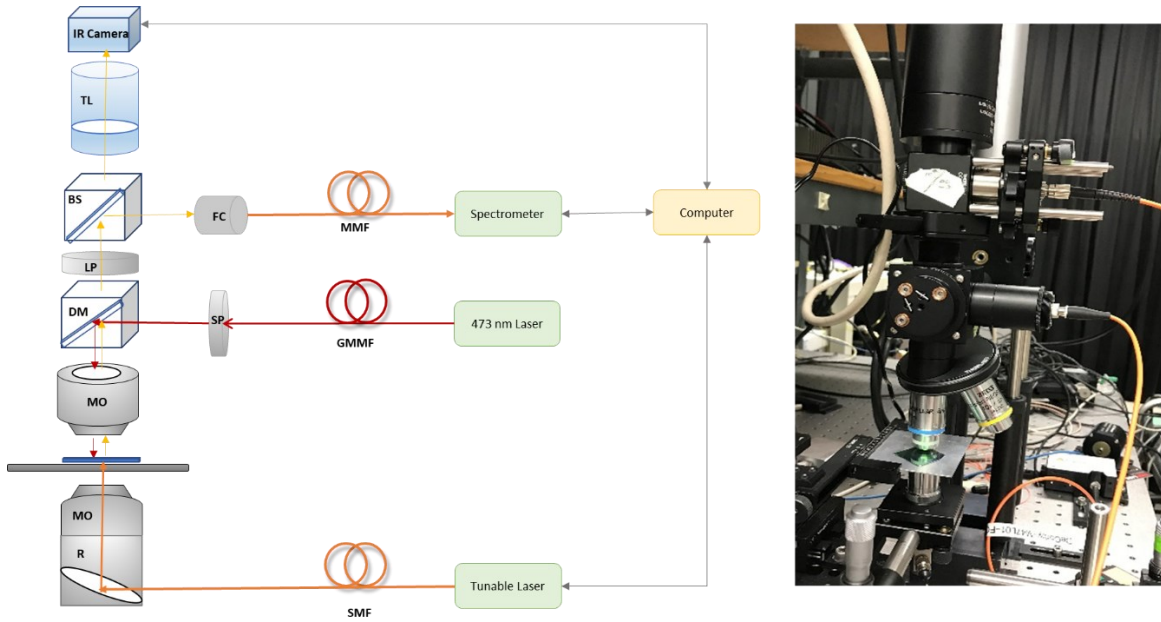 IR Camera
TL
BS
FC
MMF
Spectrometer
Computer
LP
DM
SP
GMMF
473 nm Laser
MO
MO
R
SMF
Tunable Laser